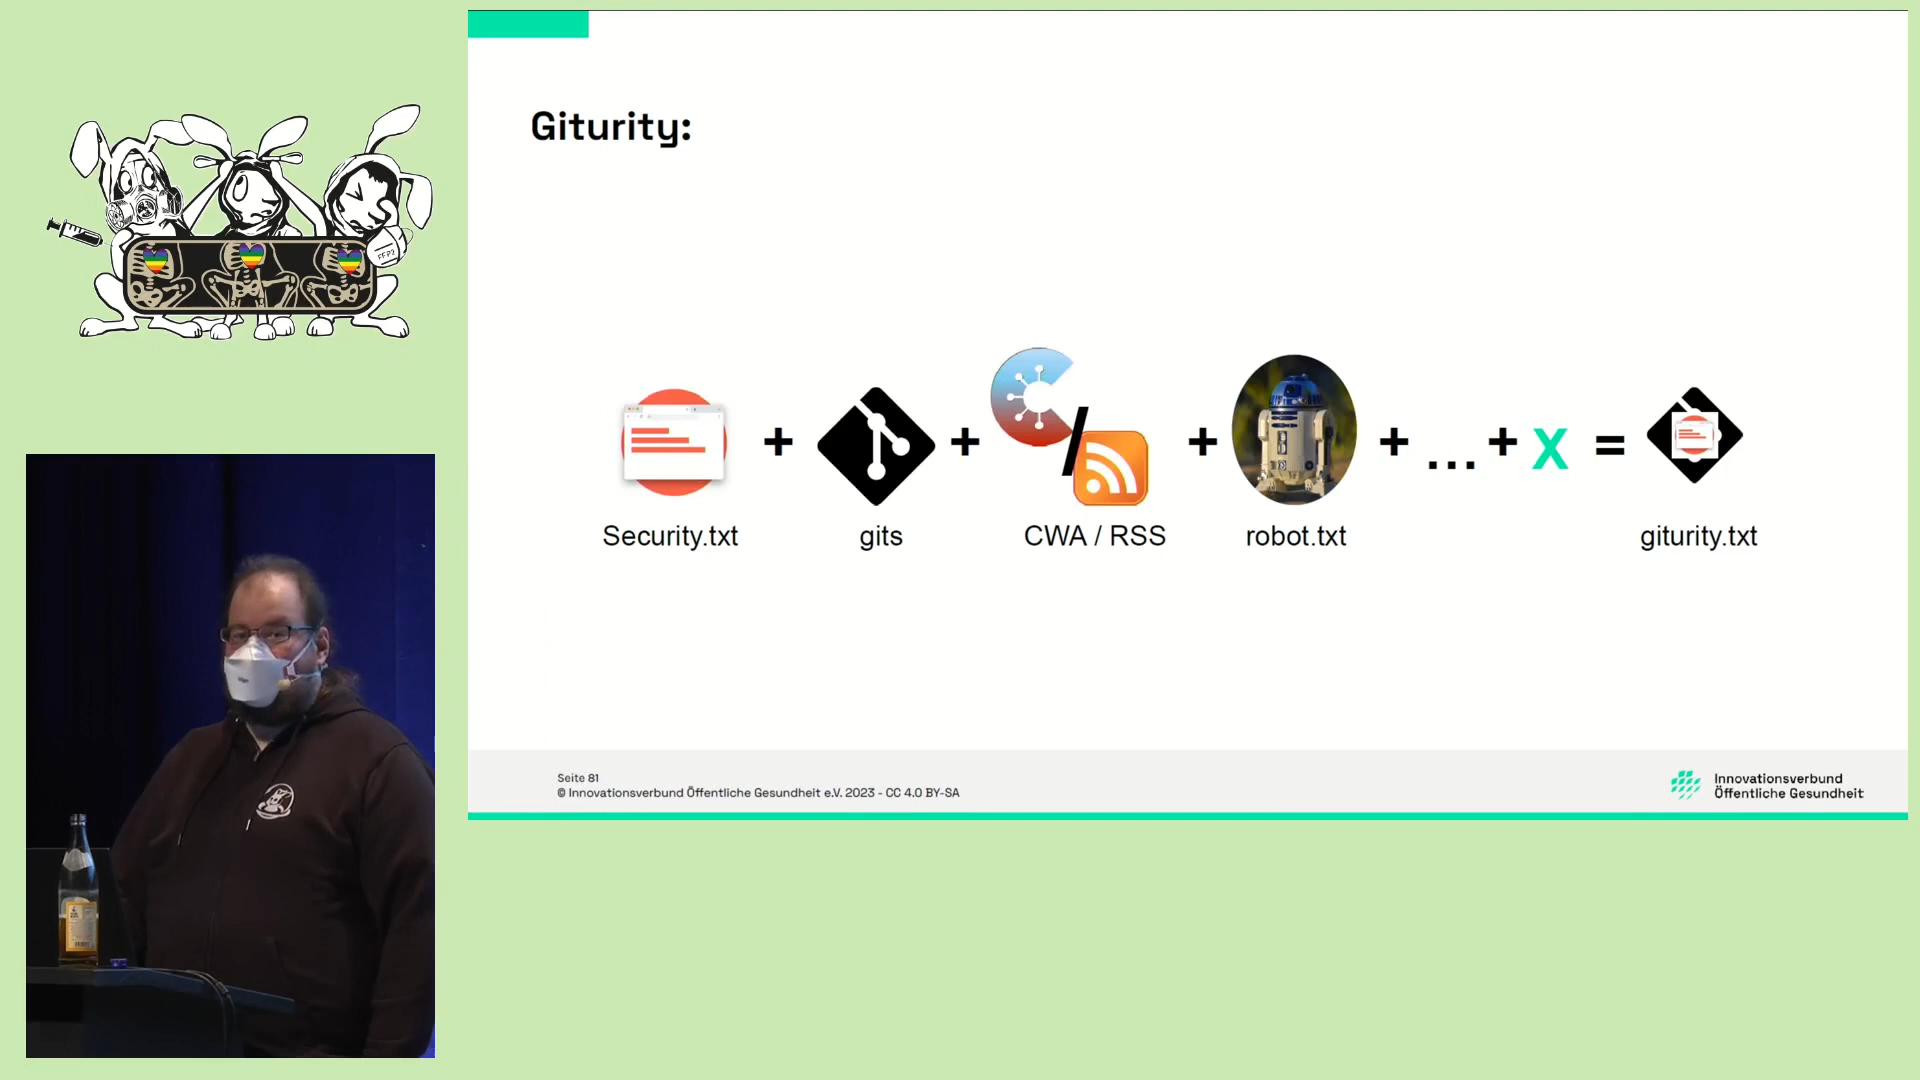 Giturity:
+ + / + + ... + X =
Security.txt gits CWA / RSS robot.txt giturity.txt
FFP2
Seite 81
© Innovationsverbund Öffentliche Gesundheit e.V. 2023 - CC 4.0 BY-SA
Innovationsverbund
Öffentliche Gesundheit